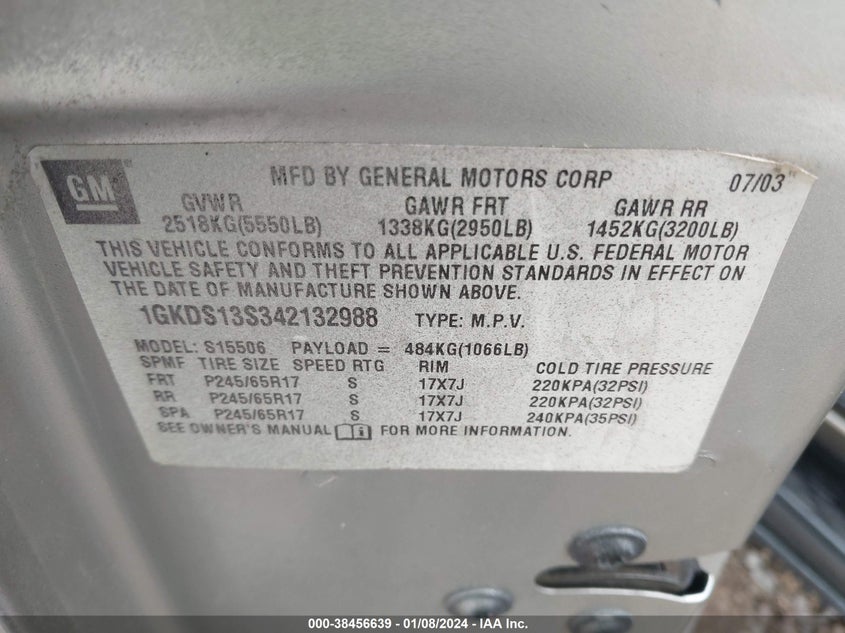 GM
MFD BY GENERAL MOTORS CORP 07/03
GVWR GAWR FRT GAWR RR
2518KG(5550LB) 1338KG(2950LB) 1452KG(3200LB)
THIS VEHICLE CONFORMS TO ALL APPLICABLE U.S. FEDERAL MOTOR
VEHICLE SAFETY AND THEFT PREVENTION STANDARDS IN EFFECT ON
THE DATE OF MANUFACTURE SHOWN ABOVE.
1GKDS13S342132988 TYPE: M.P.V.
MODEL: S15506 PAYLOAD = 484KG(1066LB)
SPMF TIRE SIZE SPEED RTG RIM COLD TIRE PRESSURE
FRT P245/65R17 S 17X7J 220KPA(32PSI)
RR P245/65R17 S 17X7J 220KPA(32PSI)
SPA P245/65R17 S 17X7J 240KPA(35PSI)
SEE OWNER'S MANUAL i FOR MORE INFORMATION.
000-38456639 - 01/08/2024 - IAA Inc.